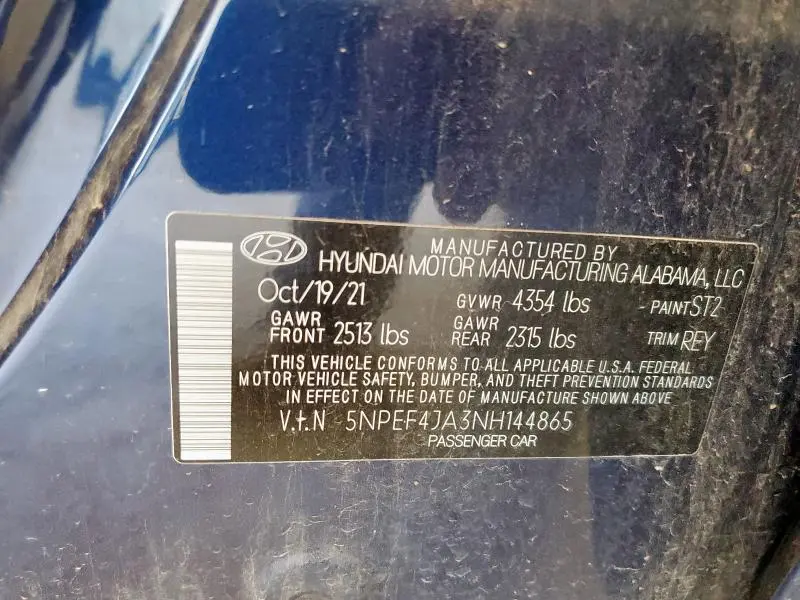 MANUFACTURED BY
HYUNDAI MOTOR MANUFACTURING ALABAMA, LLC
Oct/19/21 GVWR 4354 lbs PAINT ST2
GAWR FRONT 2513 lbs GAWR REAR 2315 lbs TRIM REY
THIS VEHICLE CONFORMS TO ALL APPLICABLE U.S.A. FEDERAL
MOTOR VEHICLE SAFETY, BUMPER, AND THEFT PREVENTION STANDARDS
IN EFFECT ON THE DATE OF MANUFACTURE SHOWN ABOVE
V.I.N 5NPEF4JA3NH144865
PASSENGER CAR